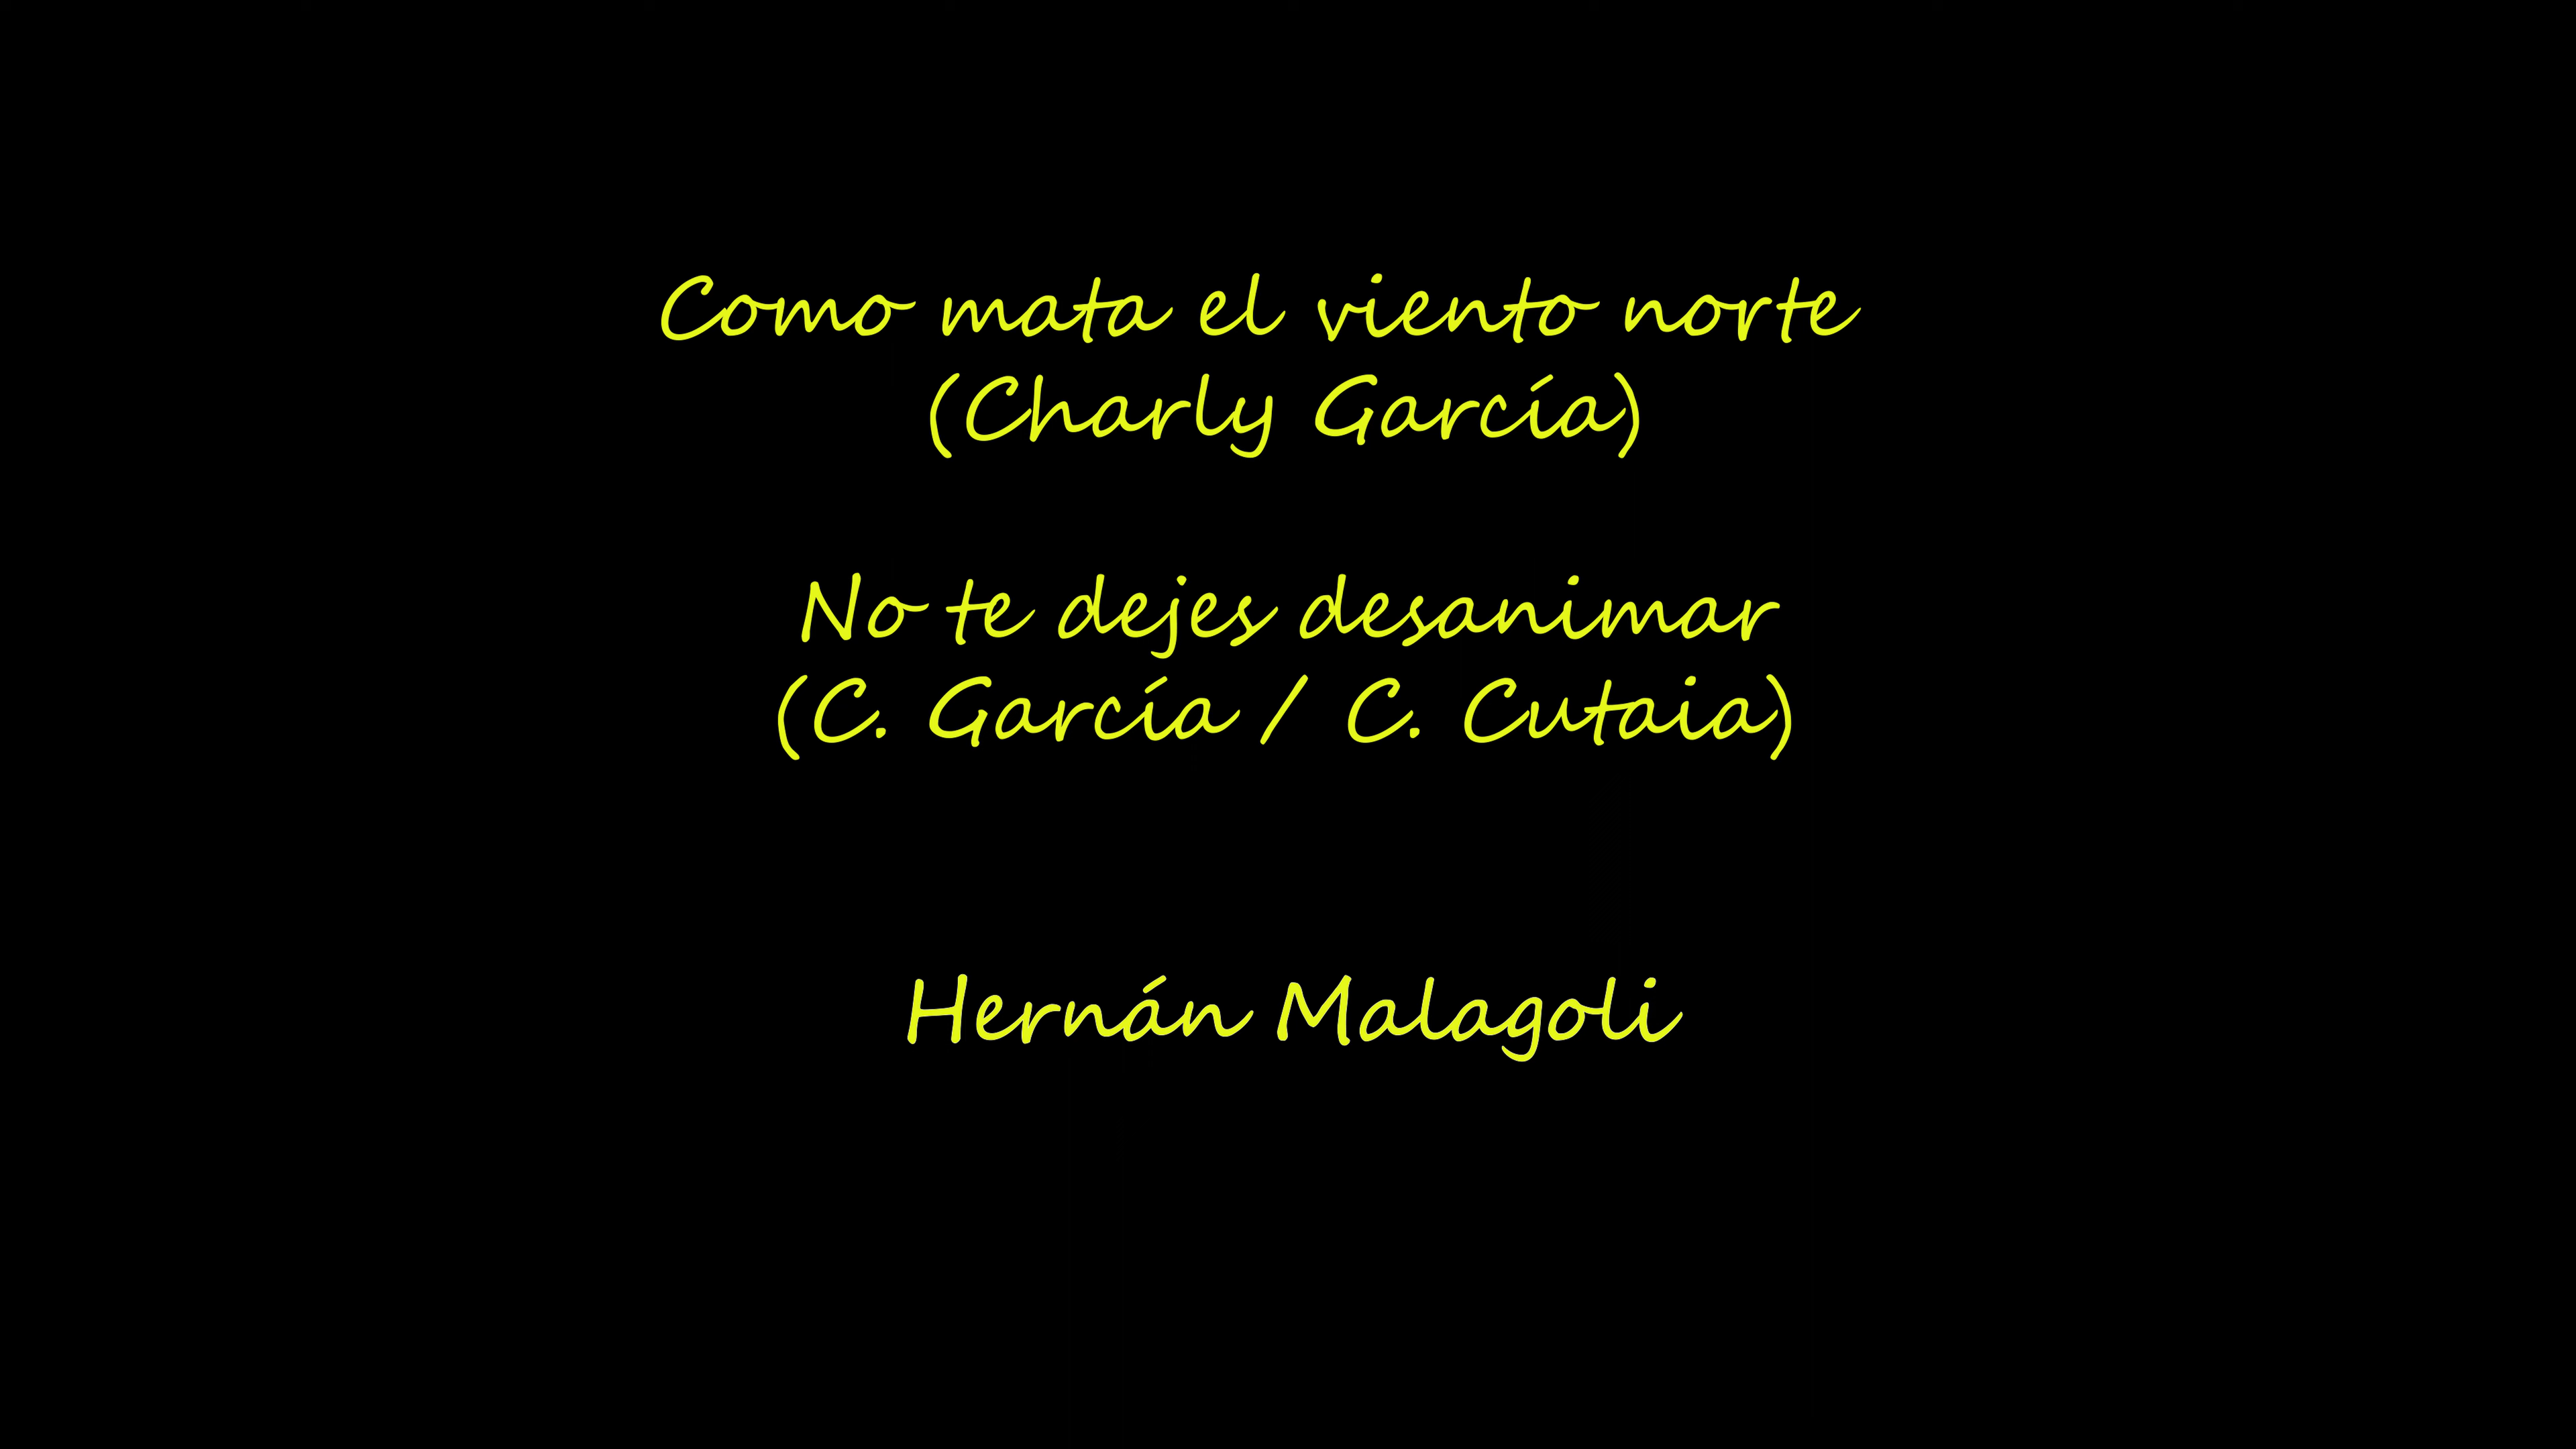 Como mata el viento norte
(Charly García)
No te dejes desanimar
(C. García / C. Cutaia)
Hernán Malagoli